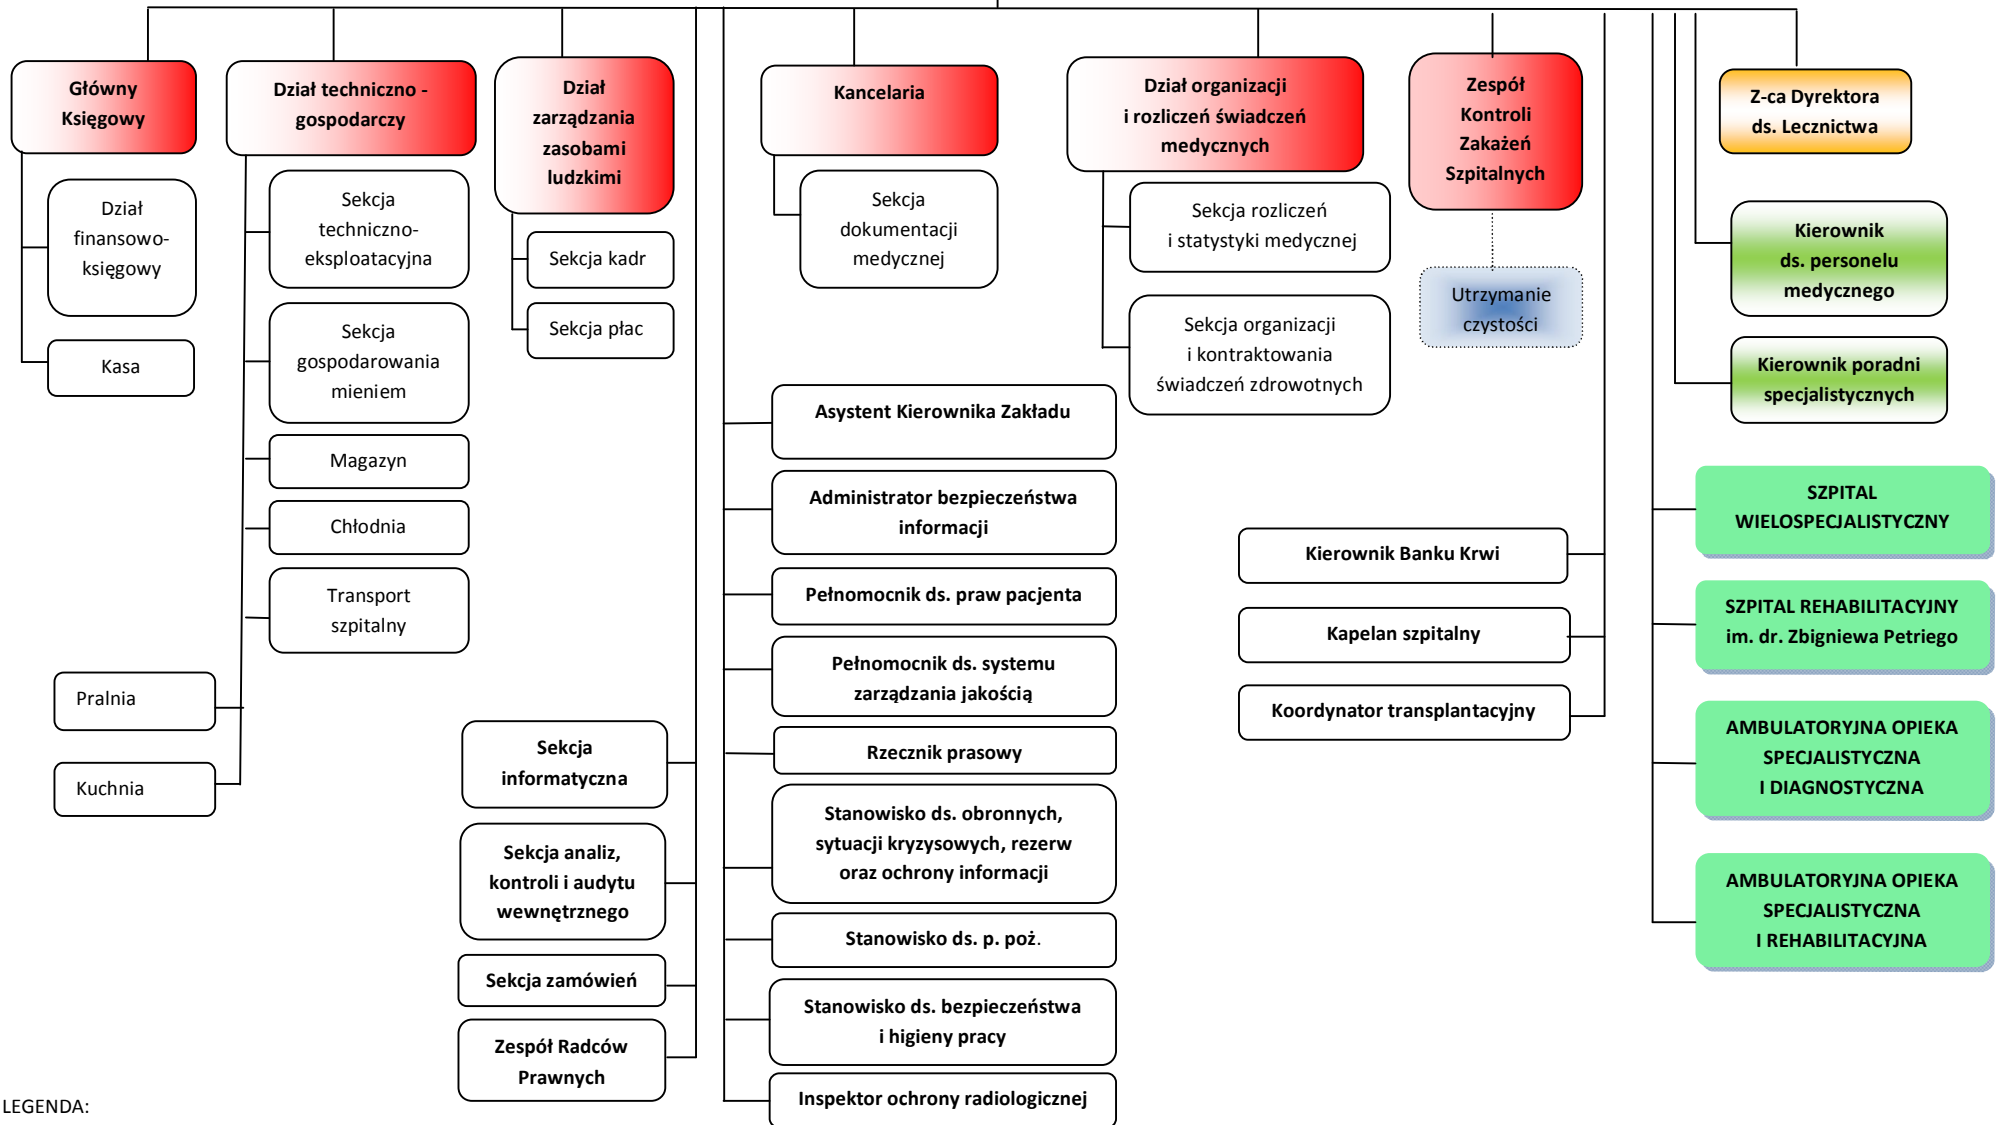 Główny
Księgowy
Dział
finansowo-
księgowy
Kasa
Dział techniczno -
gospodarczy
Sekcja
techniczno-
eksploatacyjna
Sekcja
gospodarowania
mieniem
Magazyn
Chłodnia
Transport
szpitalny
Pralnia
Kuchnia
Dział
zarządzania
zasobami
ludzkimi
Sekcja kadr
Sekcja płac
Sekcja
informatyczna
Sekcja analiz,
kontroli i audytu
wewnętrznego
Sekcja zamówień
Zespół Radców
Prawnych
Kancelaria
Sekcja
dokumentacji
medycznej
Asystent Kierownika Zakładu
Administrator bezpieczeństwa
informacji
Pełnomocnik ds. praw pacjenta
Pełnomocnik ds. systemu
zarządzania jakością
Rzecznik prasowy
Stanowisko ds. obronnych,
sytuacji kryzysowych, rezerw
oraz ochrony informacji
Stanowisko ds. p. poż.
Stanowisko ds. bezpieczeństwa
i higieny pracy
Inspektor ochrony radiologicznej
Dział organizacji
i rozliczeń świadczeń
medycznych
Sekcja rozliczeń
i statystyki medycznej
Sekcja organizacji
i kontraktowania
świadczeń zdrowotnych
Zespół
Kontroli
Zakażeń
Szpitalnych
Utrzymanie
czystości
Kierownik Banku Krwi
Kapelan szpitalny
Koordynator transplantacyjny
Z-ca Dyrektora
ds. Lecznictwa
Kierownik
ds. personelu
medycznego
Kierownik poradni
specjalistycznych
SZPITAL
WIELOSPECJALISTYCZNY
SZPITAL REHABILITACYJNY
im. dr. Zbigniewa Petriego
AMBULATORYJNA OPIEKA
SPECJALISTYCZNA
I DIAGNOSTYCZNA
AMBULATORYJNA OPIEKA
SPECJALISTYCZNA
I REHABILITACYJNA
LEGENDA: